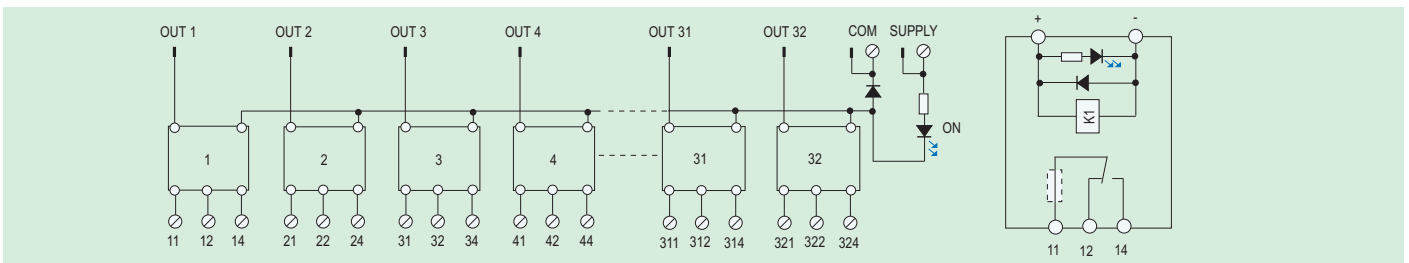 OUT 1 OUT 2 OUT 3 OUT 4 OUT 31 OUT 32 COM SUPPLY
+ -
ON
K1
1 2 3 4 31 32
11 12 14 21 22 24 31 32 34 41 42 44 311 312 314 321 322 324
11 12 14